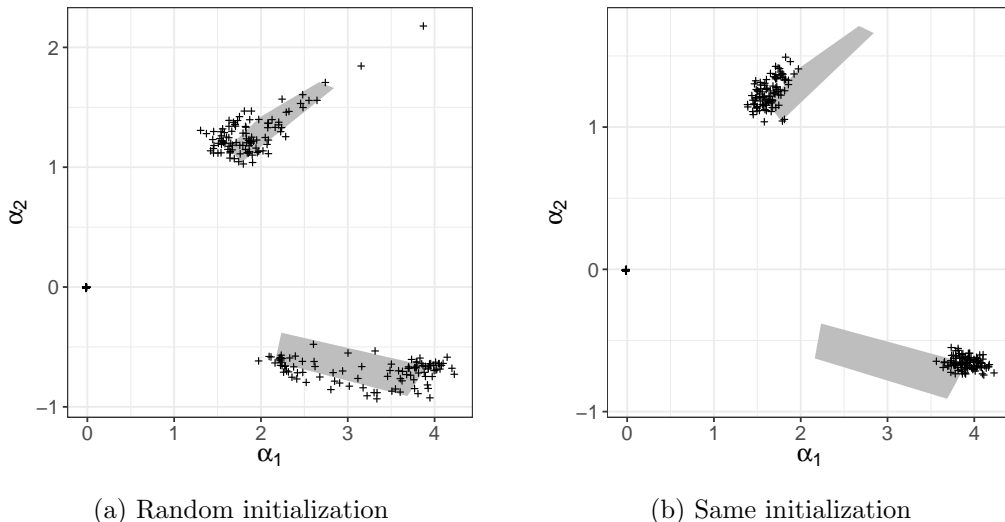 2
1
0
−1
α2
0 1 2 3 4
α1
(a) Random initialization
1
0
−1
α2
0 1 2 3 4
α1
(b) Same initialization